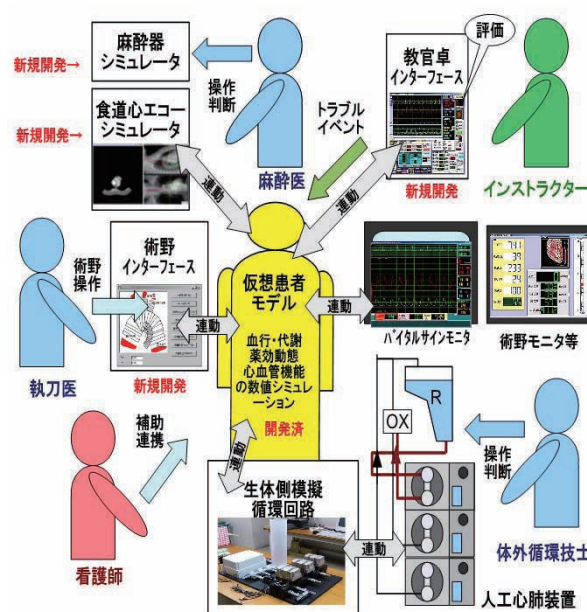 麻酔器
シミュレータ
新規開発→
操作
判断
食道心エコー
シミュレータ
新規開発→
麻酔医
教官卓
インターフェース
評価
新規開発
インストラクター
トラブル
イベント
連動
連動
術野
操作
術野
インターフェース
新規開発
執刀医
連動
仮想患者
モデル
血行・代謝
薬効動態
心血管機能
の数値シミュレ
ーション
開発済
連動
バイタルサインモニタ
術野モニタ等
補助
連携
看護師
連動
生体側模擬
循環回路
連動
R
OX
操作
判断
体外循環技士
人工心肺装置